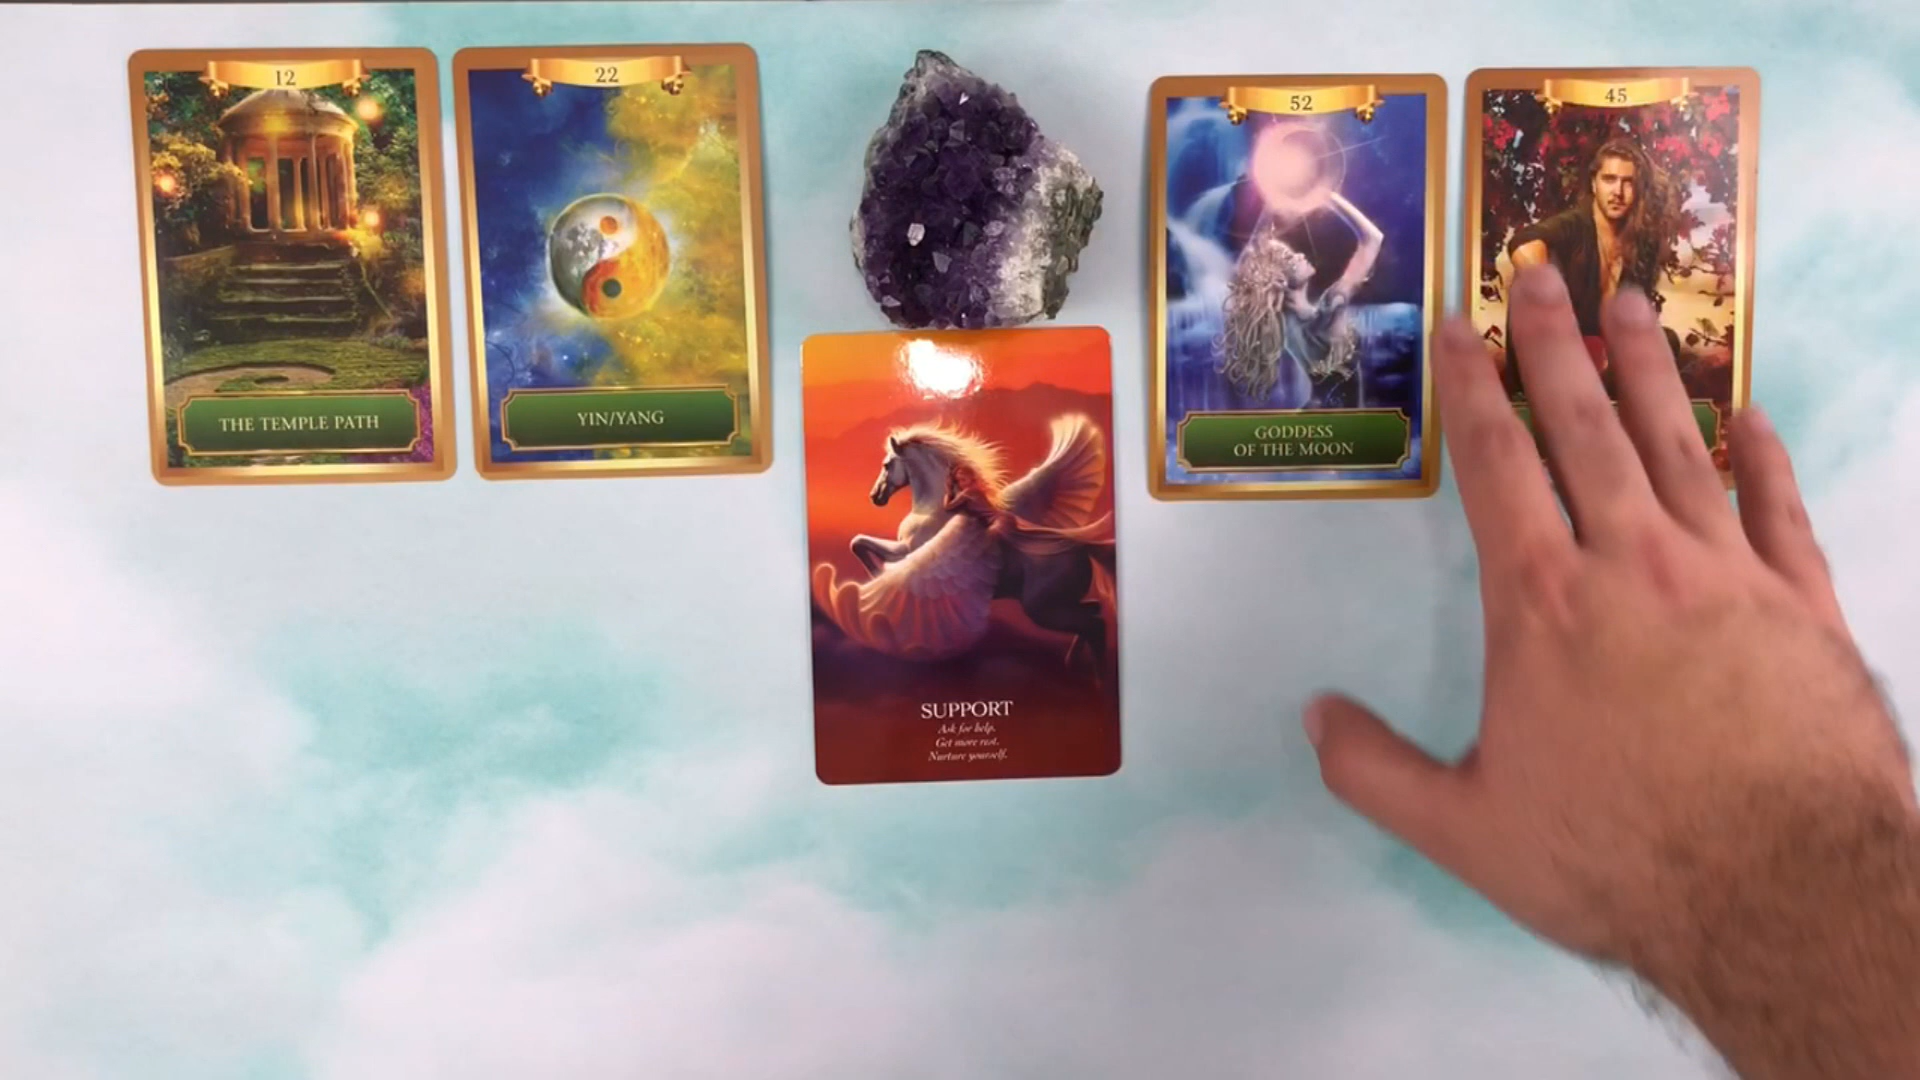 12
THE TEMPLE PATH
22
YIN/YANG
52
GODDESS
OF THE MOON
45
SUPPORT
Ask for help.
Get more rest.
Nurture yourself.